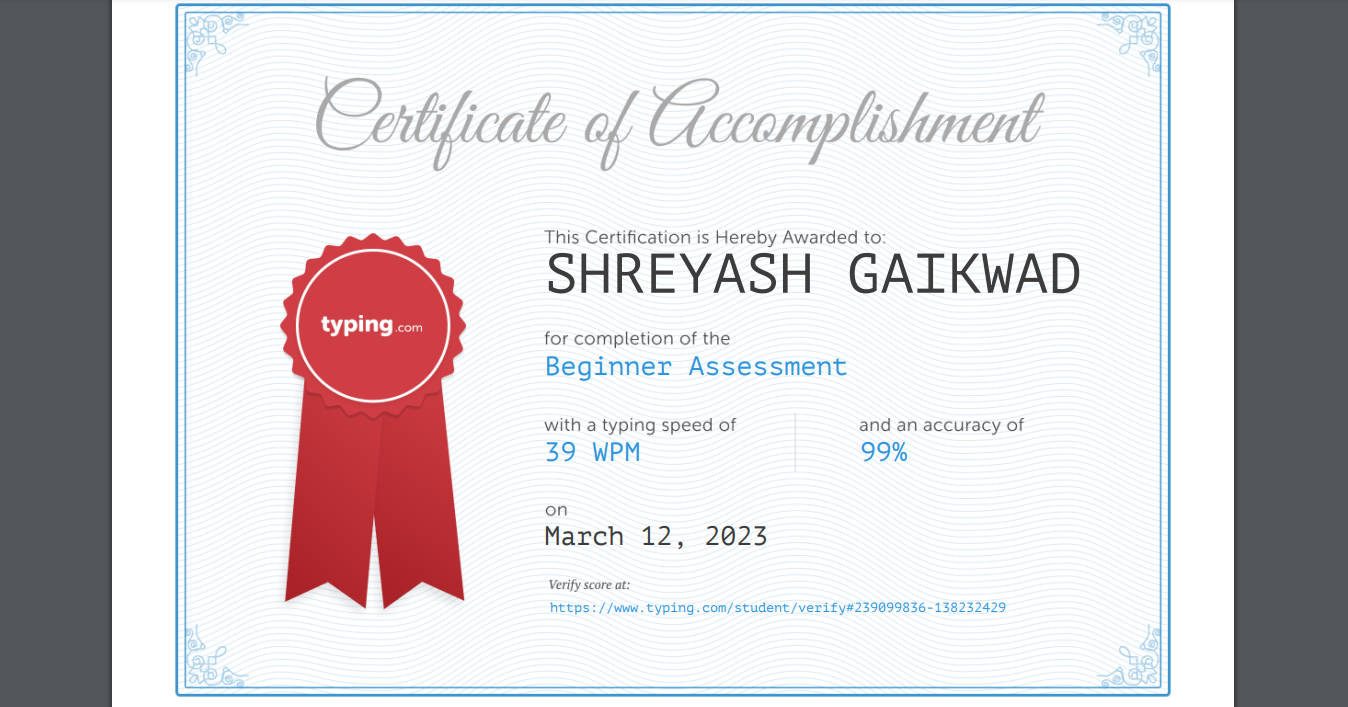 Certificate of Accomplishment
This Certification is Hereby Awarded to:
SHREYASH GAIKWAD
typing.com
for completion of the
Beginner Assessment
with a typing speed of
39 WPM
and an accuracy of
99%
on
March 12, 2023
Verify score at:
https://www.typing.com/student/verify#239099836-138232429